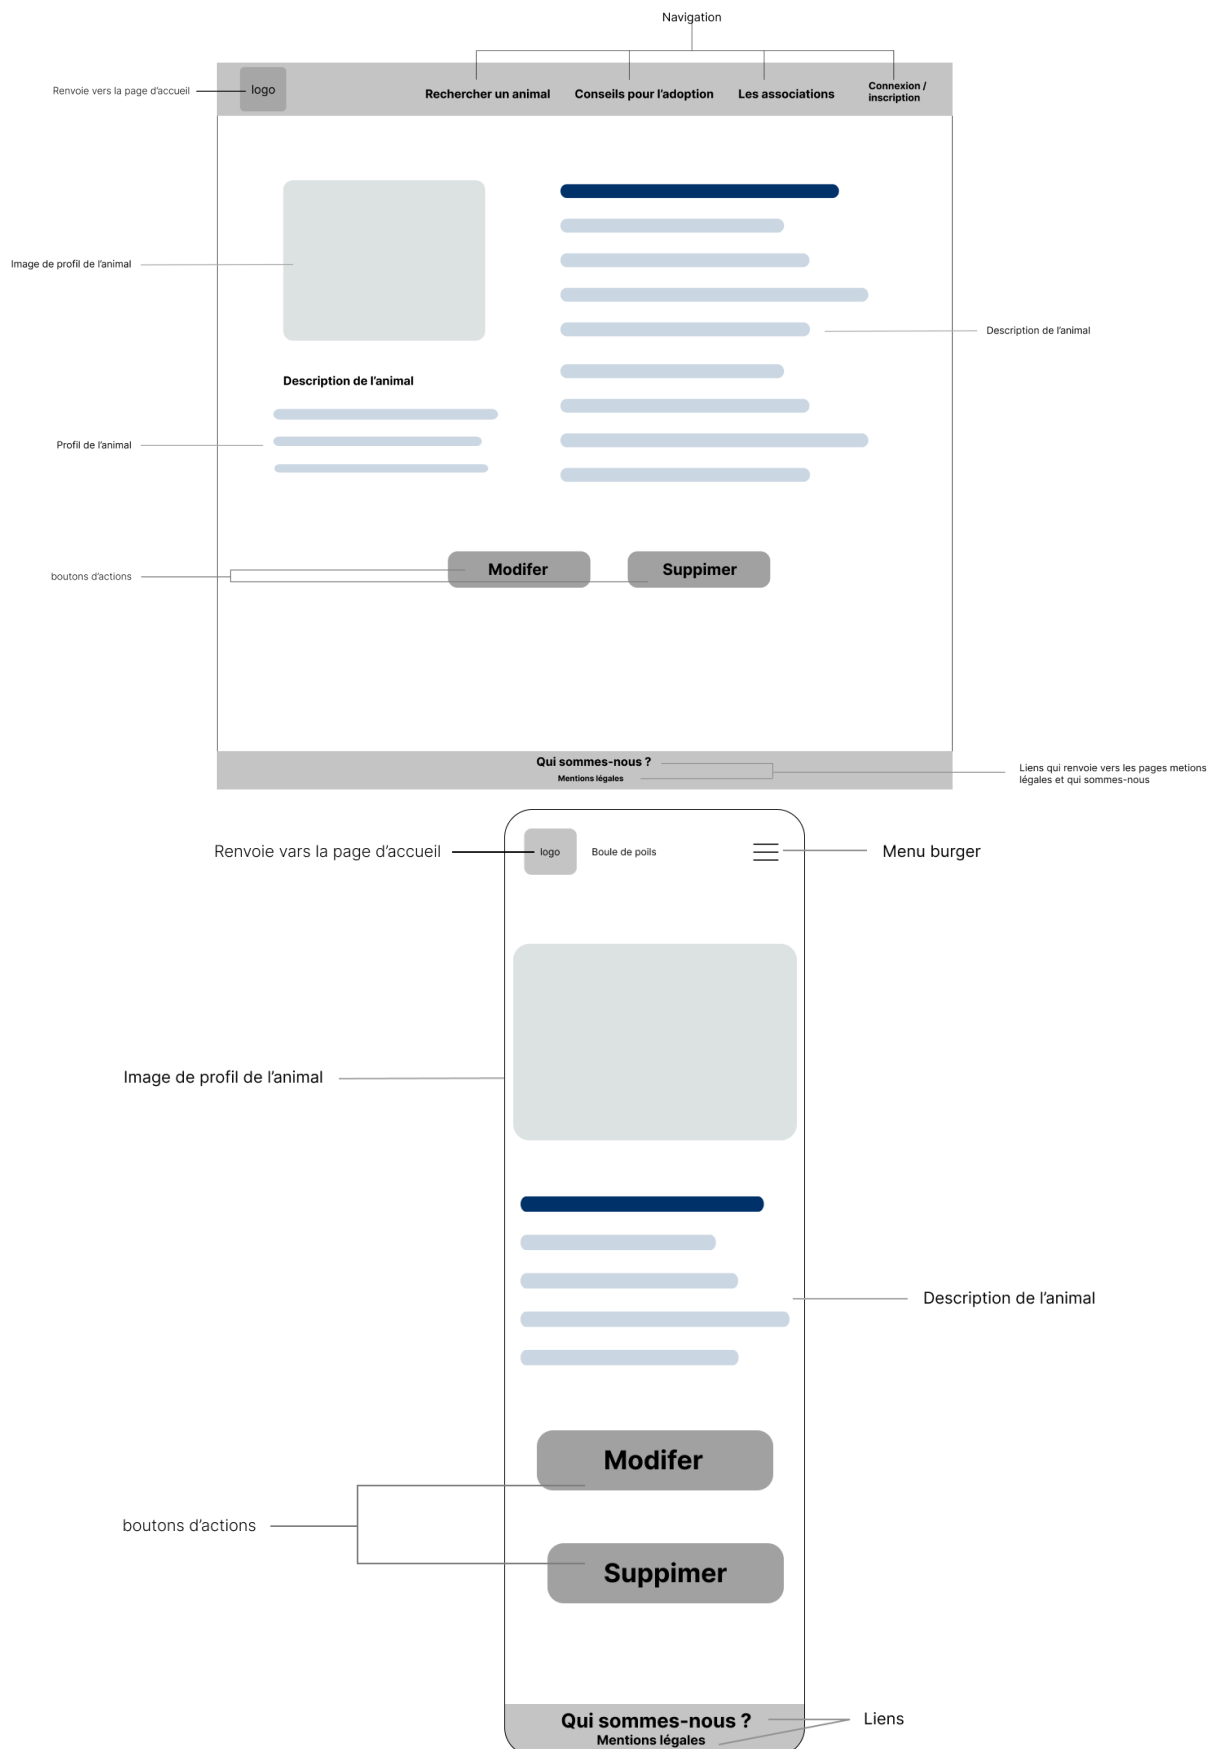 Navigation
Renvoie vers la page d'accueil
logo
Rechercher un animal
Conseils pour l'adoption
Les associations
Connexion /
inscription
Image de profil de l'animal
Description de l'animal
Description de l'animal
Profil de l'animal
boutons d'actions
Modifer
Suppimer
Qui sommes-nous ?
Mentions légales
Liens qui renvoie vers les pages metions
légales et qui sommes-nous
Renvoie vars la page d'accueil
logo
Boule de poils
Menu burger
Image de profil de l'animal
Description de l'animal
Modifer
boutons d'actions
Suppimer
Qui sommes-nous ?
Liens
Mentions légales